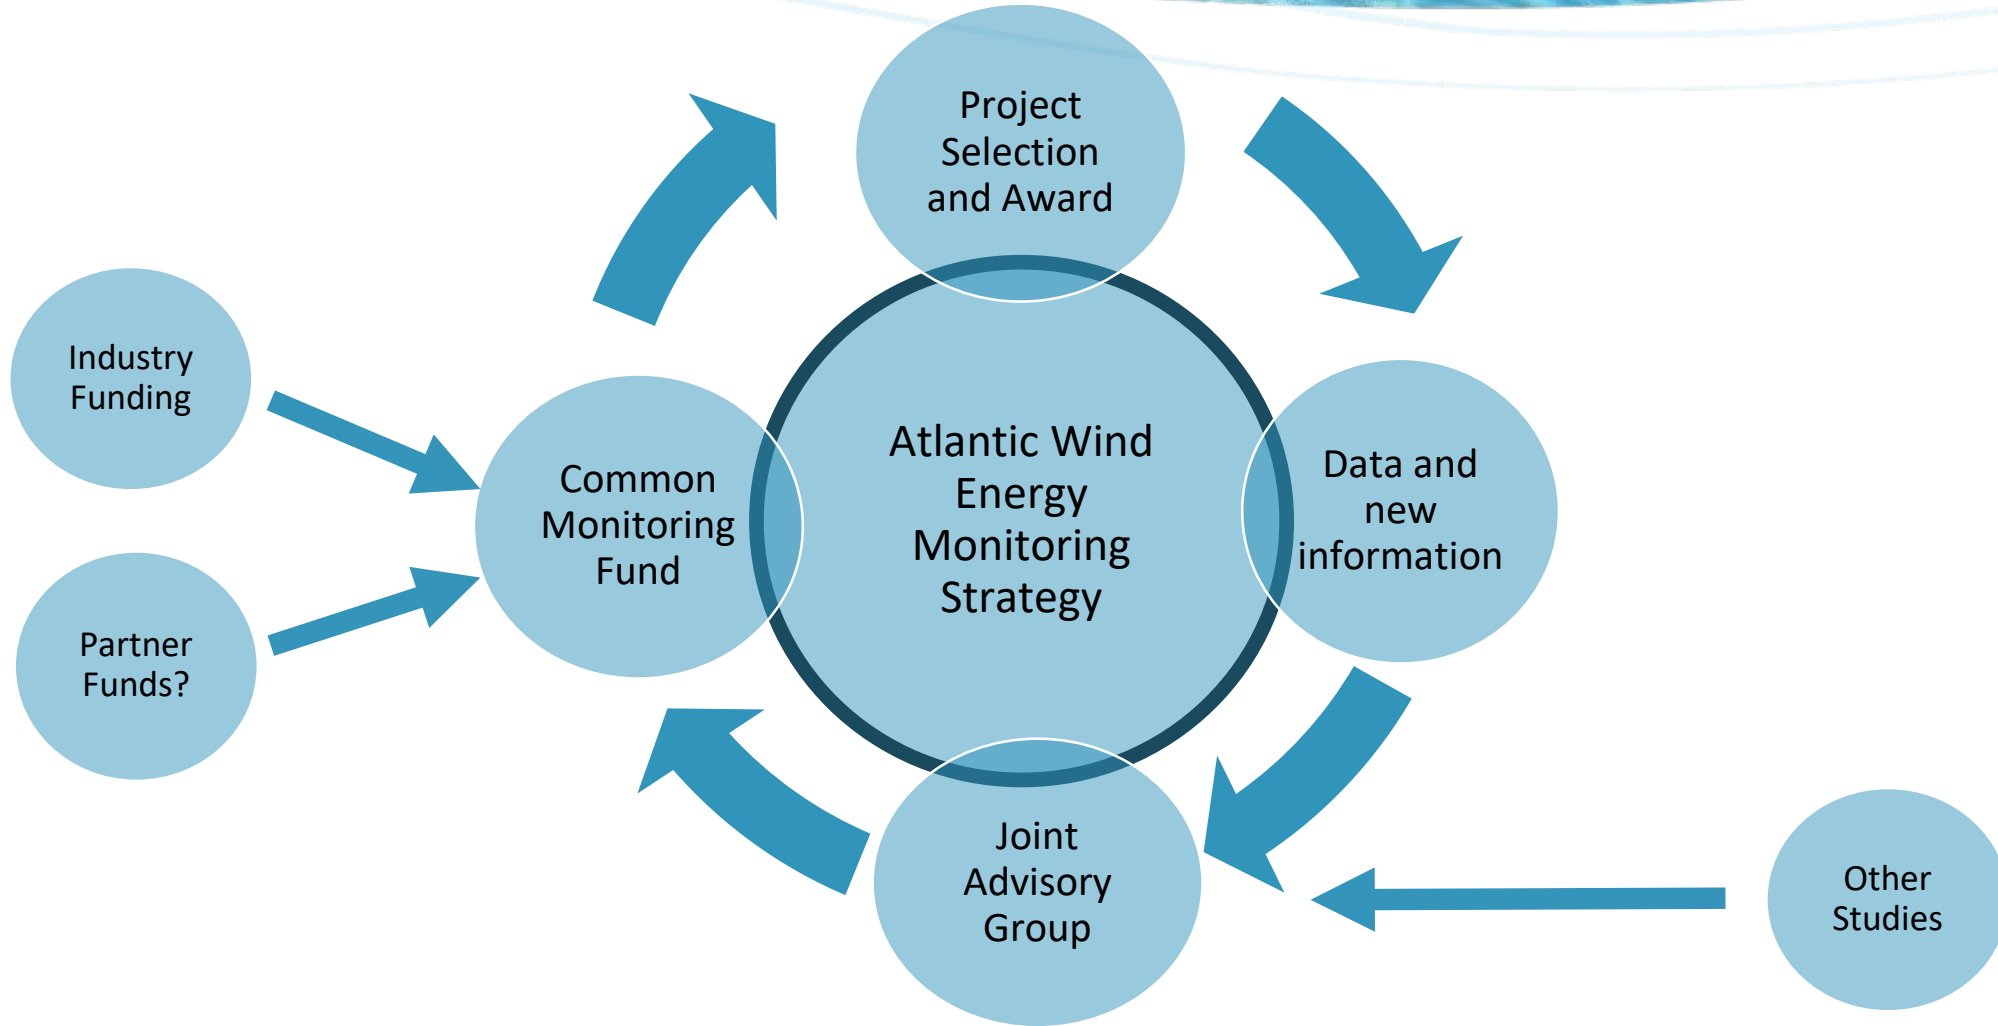 Project
Selection
and Award
Industry
Funding
Partner
Funds?
Common
Monitoring
Fund
Atlantic Wind
Energy
Monitoring
Strategy
Data and
new
information
Joint
Advisory
Group
Other
Studies